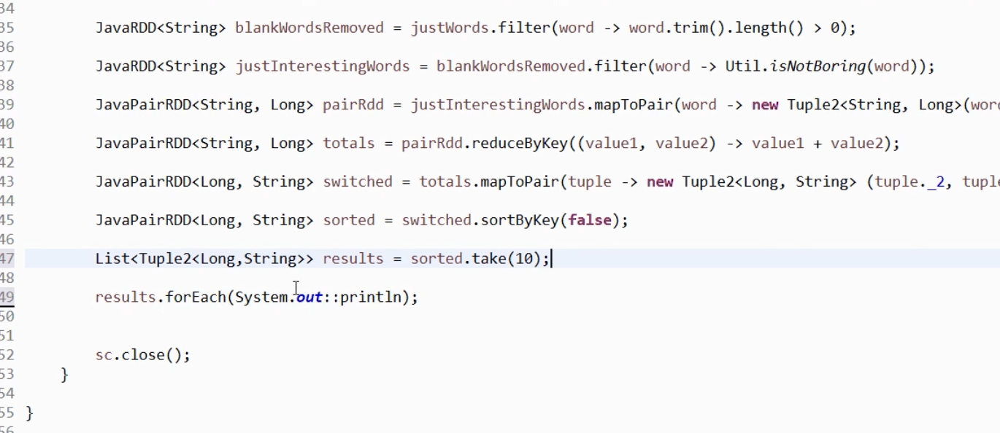 34
35 JavaRDD<String> blankWordsRemoved = justWords.filter(word -> word.trim().length() > 0);
36
37 JavaRDD<String> justInterestingWords = blankWordsRemoved.filter(word -> Util.isNotBoring(word));
38
39 JavaPairRDD<String, Long> pairRdd = justInterestingWords.mapToPair(word -> new Tuple2<String, Long>(word
40
41 JavaPairRDD<String, Long> totals = pairRdd.reduceByKey((value1, value2) -> value1 + value2);
42
43 JavaPairRDD<Long, String> switched = totals.mapToPair(tuple -> new Tuple2<Long, String> (tuple._2, tuple
44
45 JavaPairRDD<Long, String> sorted = switched.sortByKey(false);
46
47 List<Tuple2<Long,String>> results = sorted.take(10);
48
49 results.forEach(System.out::println);
50
51
52 sc.close();
53 }
54
55 }
56